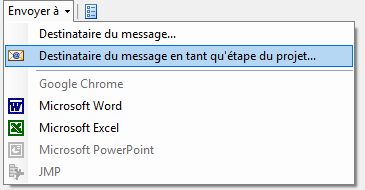 Envoyer à
Destinataire du message...
Destinataire du message en tant qu'étape du projet...
Google Chrome
Microsoft Word
Microsoft Excel
Microsoft PowerPoint
JMP